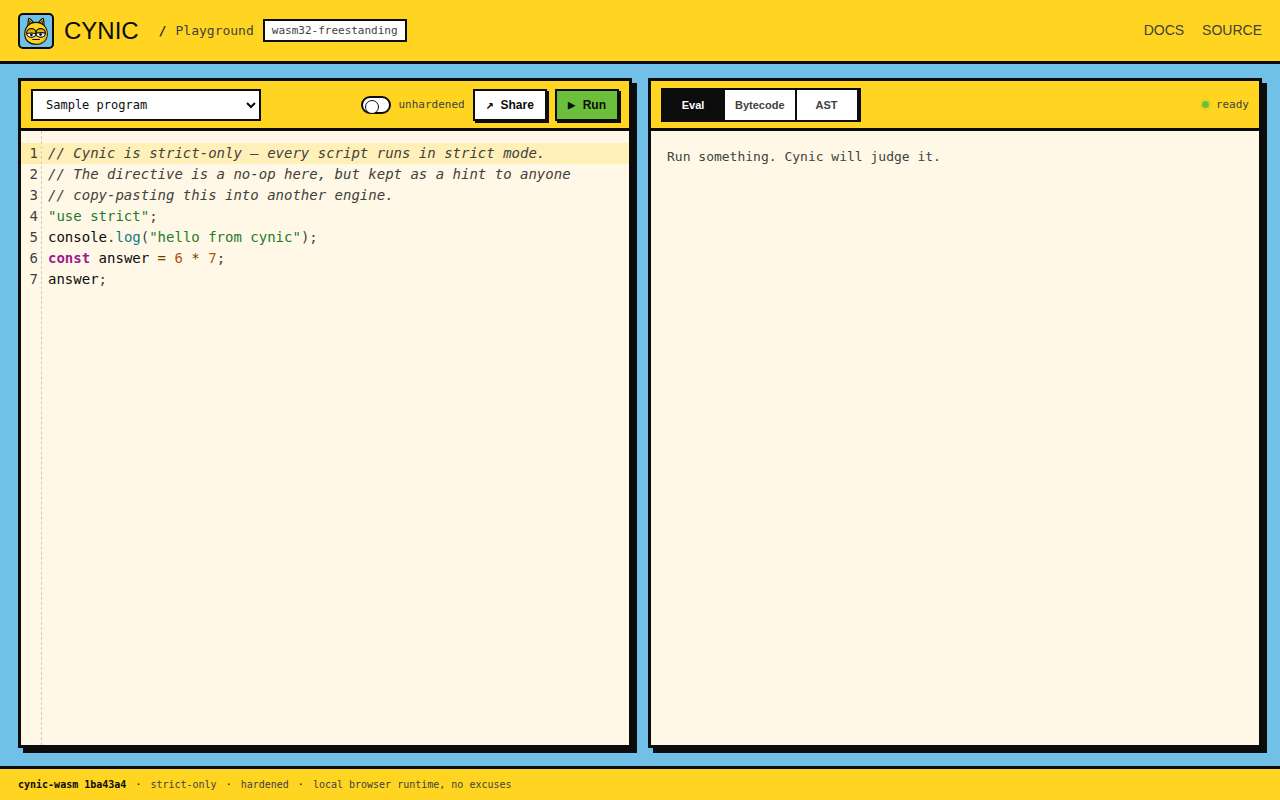 CYNIC / Playground wasm32-freestanding DOCS SOURCE
Sample program unhardened ↗ Share ▶ Run Eval Bytecode AST ready
1 // Cynic is strict-only — every script runs in strict mode.
2 // The directive is a no-op here, but kept as a hint to anyone
3 // copy-pasting this into another engine.
4 "use strict";
5 console.log("hello from cynic");
6 const answer = 6 * 7;
7 answer;
Run something. Cynic will judge it.
cynic-wasm 1ba43a4 · strict-only · hardened · local browser runtime, no excuses